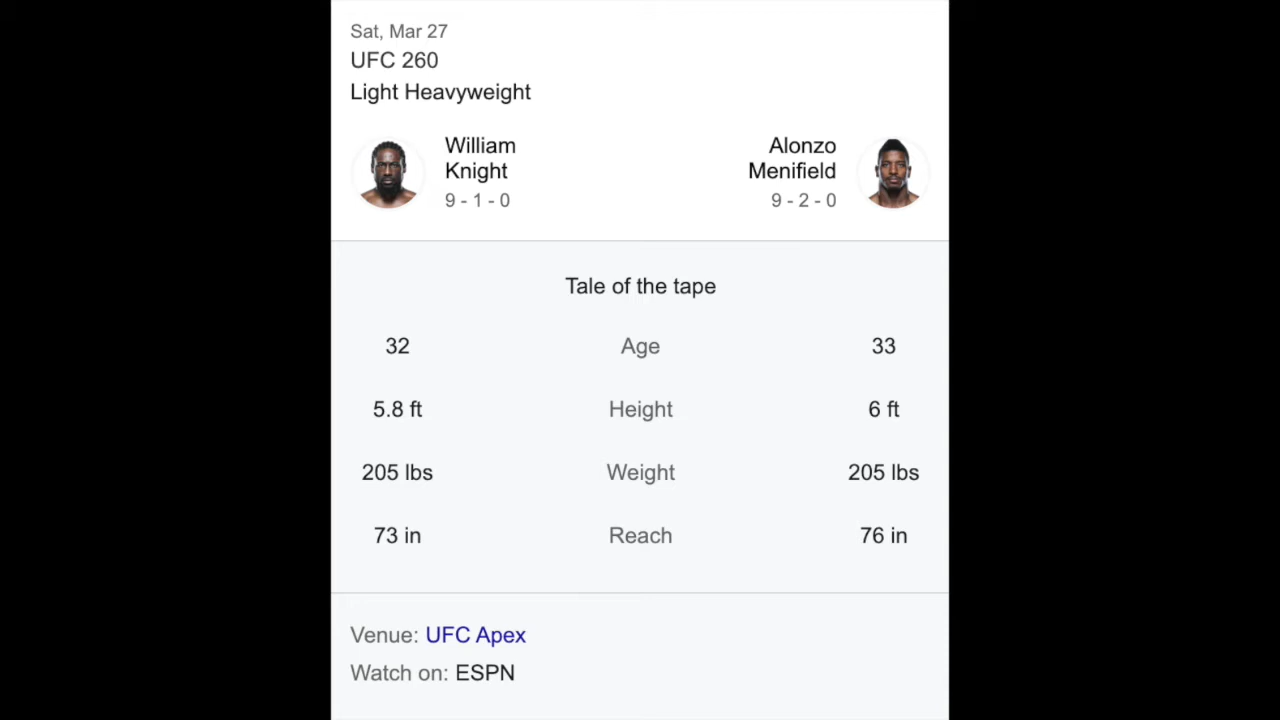 Sat, Mar 27
UFC 260
Light Heavyweight
William
Knight
9 - 1 - 0
Alonzo
Menifield
9 - 2 - 0
Tale of the tape
32 Age 33
5.8 ft Height 6 ft
205 lbs Weight 205 lbs
73 in Reach 76 in
Venue: UFC Apex
Watch on: ESPN